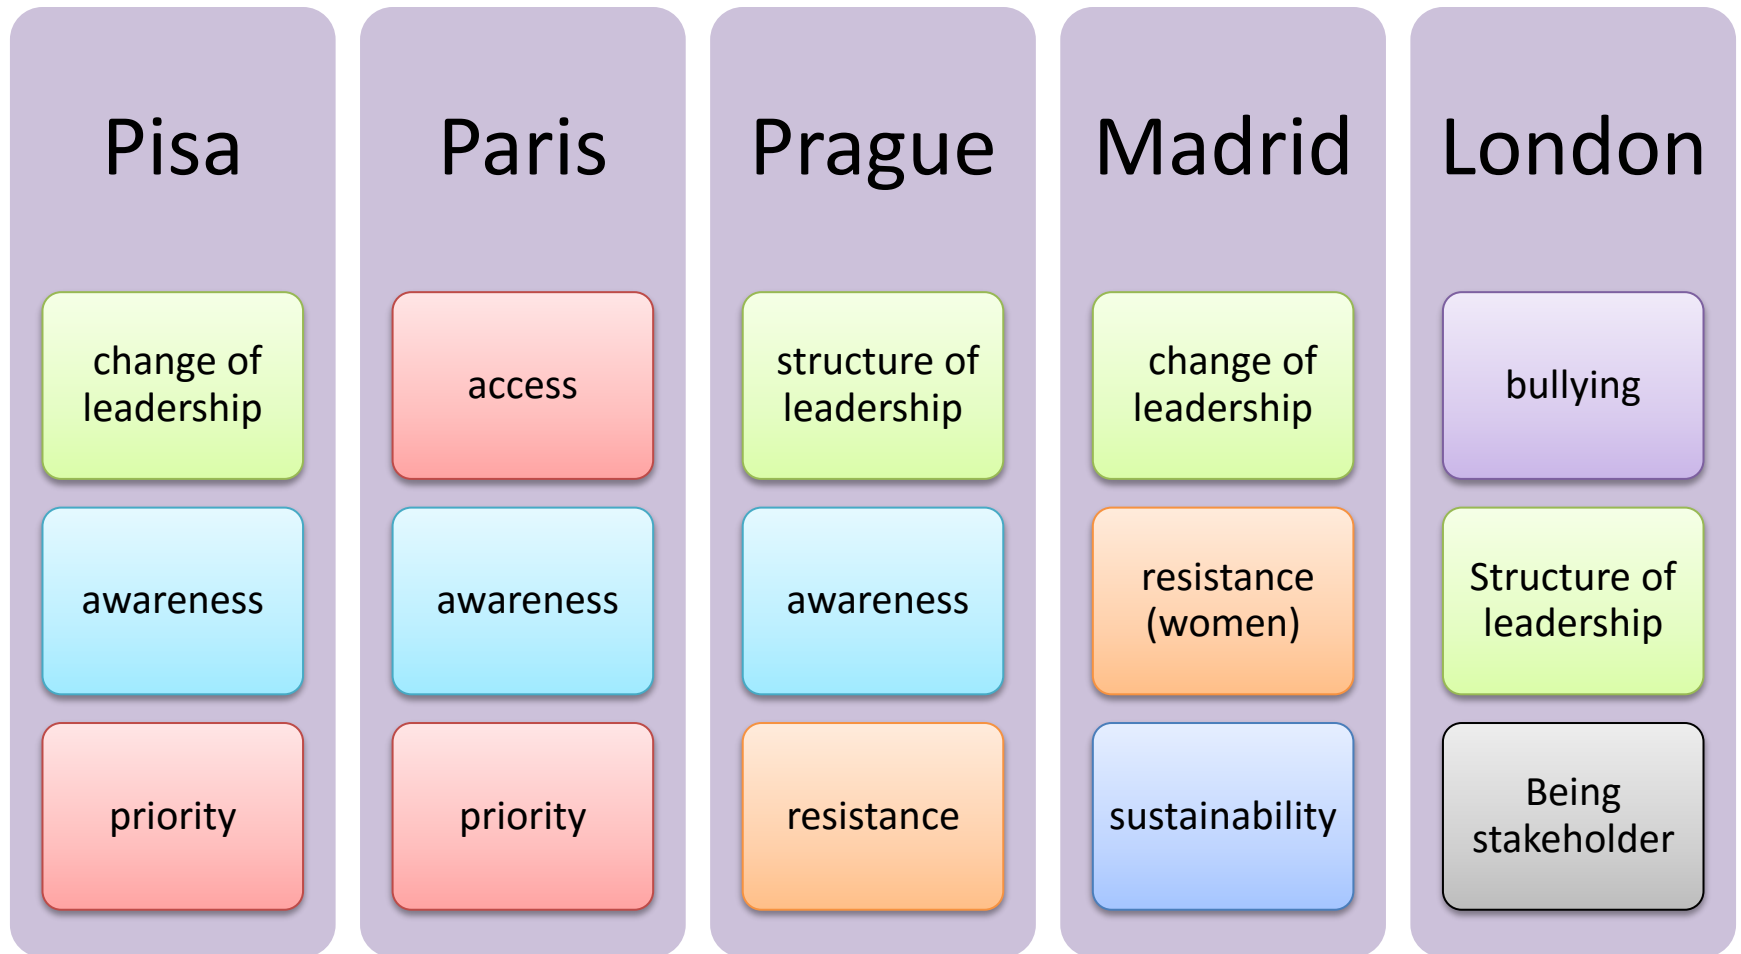 Pisa
change of
leadership
awareness
priority
Paris
access
awareness
priority
Prague
structure of
leadership
awareness
resistance
Madrid
change of
leadership
resistance
(women)
sustainability
London
bullying
Structure of
leadership
Being
stakeholder